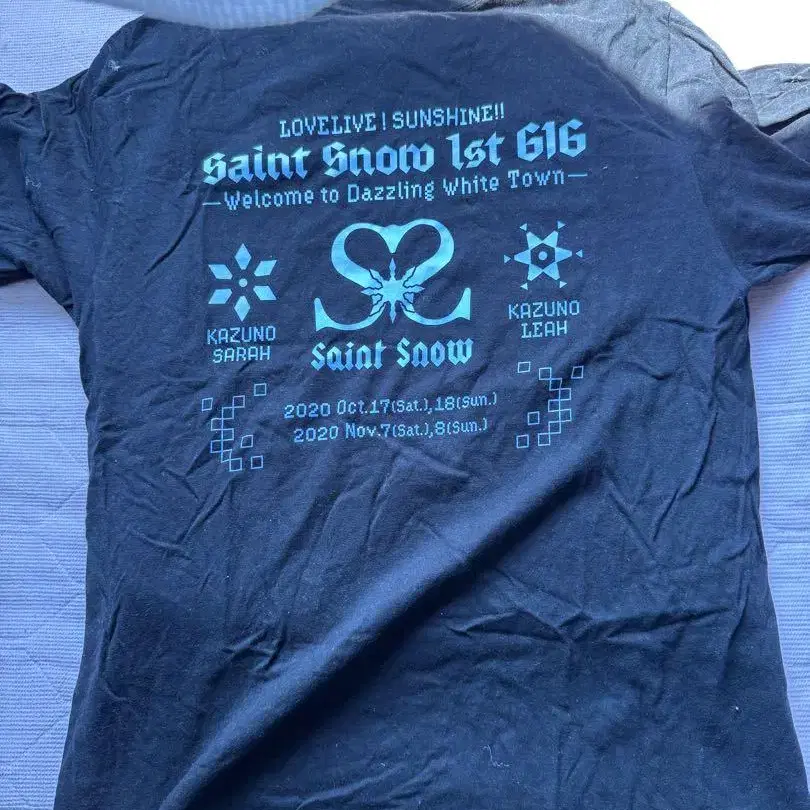 LOVELIVE! SUNSHINE!!
Saint Snow 1st GIG
—Welcome to Dazzling White Town—
KAZUNO
SARAH
KAZUNO
LEAH
Saint Snow
2020 Oct.17(Sat.),18(Sun.)
2020 Nov.7(Sat.),8(Sun.)